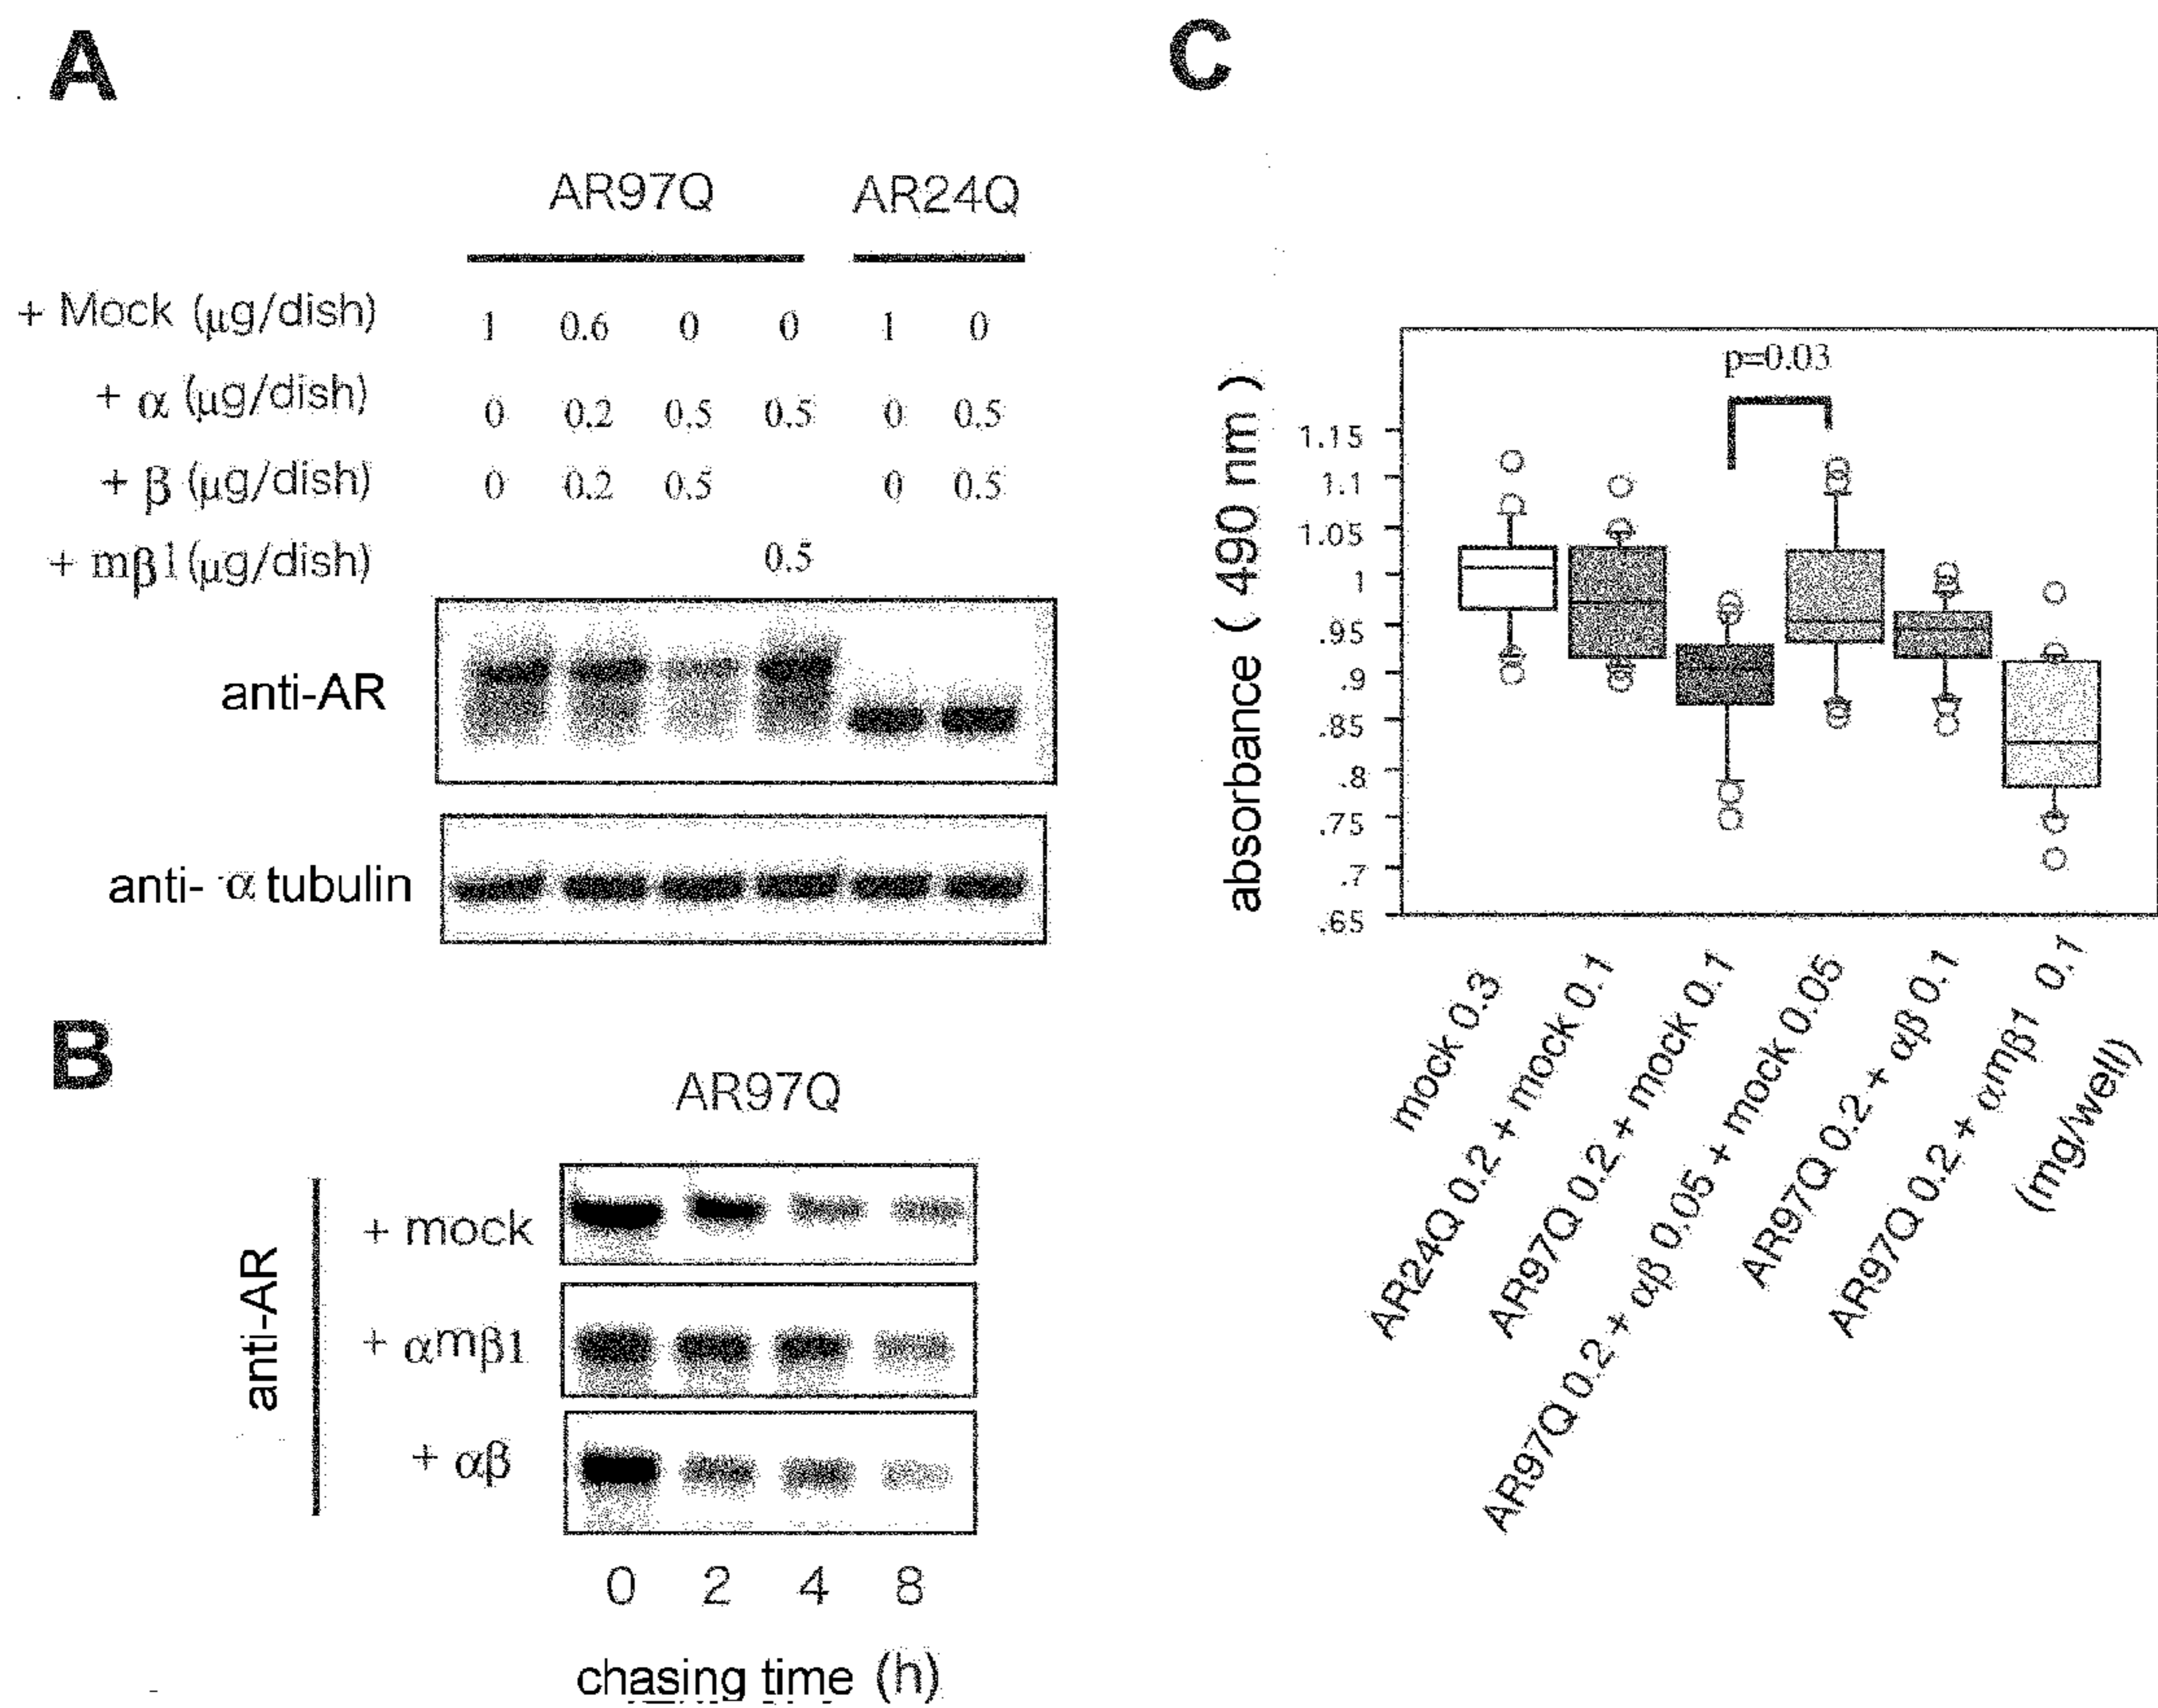 A
AR97Q AR24Q
+ Mock (μg/dish) 1 0.6 0 0 1 0
+ α (μg/dish) 0 0.2 0.5 0.5 0 0.5
+ β (μg/dish) 0 0.2 0.5 0 0.5
+ mβ1(μg/dish) 0.5
anti-AR
anti- α tubulin
B
AR97Q
anti-AR
+ mock
+ αmβ1
+ αβ
0 2 4 8
chasing time (h)
C
p=0.03
absorbance ( 490 nm )
1.15
1.1
1.05
1
.95
.9
.85
.8
.75
.7
.65
mock 0.3
AR24Q 0.2 + mock 0.1
AR97Q 0.2 + mock 0.1
AR97Q 0.2 + αβ 0.05 + mock 0.05
AR97Q 0.2 + αβ 0.1
AR97Q 0.2 + αmβ1 0.1
(mg/well)